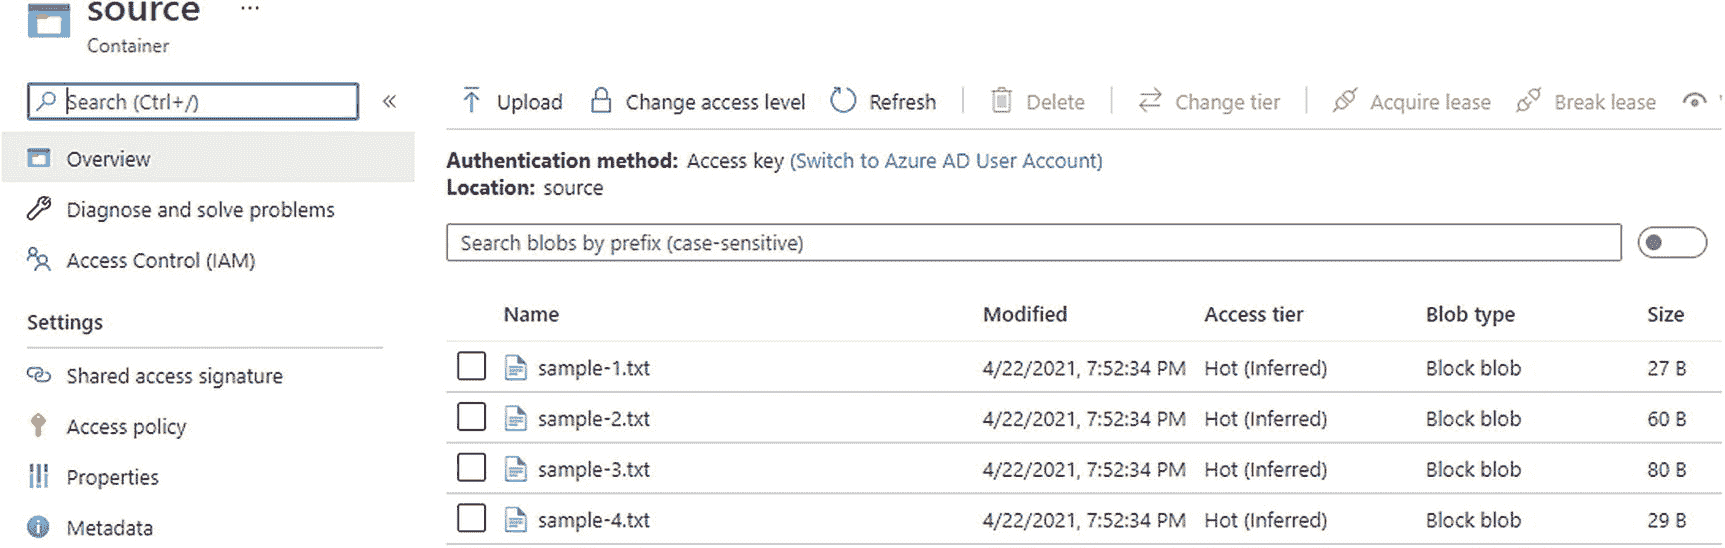 source ...
Container
Search (Ctrl+/)
«
Overview
Diagnose and solve problems
Access Control (IAM)
Settings
Shared access signature
Access policy
Properties
Metadata
Upload Change access level Refresh Delete Change tier Acquire lease Break lease
Authentication method: Access key (Switch to Azure AD User Account)
Location: source
Search blobs by prefix (case-sensitive)
Name Modified Access tier Blob type Size
sample-1.txt 4/22/2021, 7:52:34 PM Hot (Inferred) Block blob 27 B
sample-2.txt 4/22/2021, 7:52:34 PM Hot (Inferred) Block blob 60 B
sample-3.txt 4/22/2021, 7:52:34 PM Hot (Inferred) Block blob 80 B
sample-4.txt 4/22/2021, 7:52:34 PM Hot (Inferred) Block blob 29 B